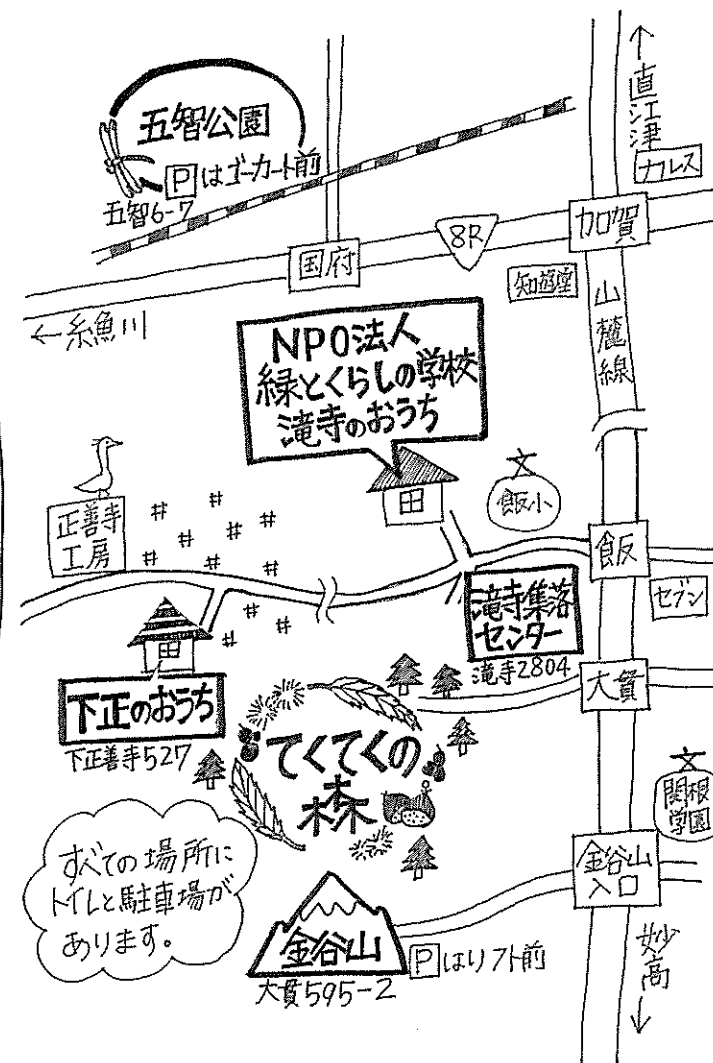 ↑
直江津
五智公園
Pはゴーカート前
五智6-7
カルス
加賀
8R
国府
知遊堂
←糸魚川
山麓線
NPO法人
緑とくらしの学校
滝寺のおうち
文
飯小
正善寺
工房
飯
セブン
滝寺集落
センター
滝寺2804
大貫
下正のおうち
下正善寺527
てくてくの
森
文
関根
学園
すべての場所に
トイレと駐車場が
あります。
金谷山
入口
金谷山
Pはリフト前
大貫595-2
妙高
↓